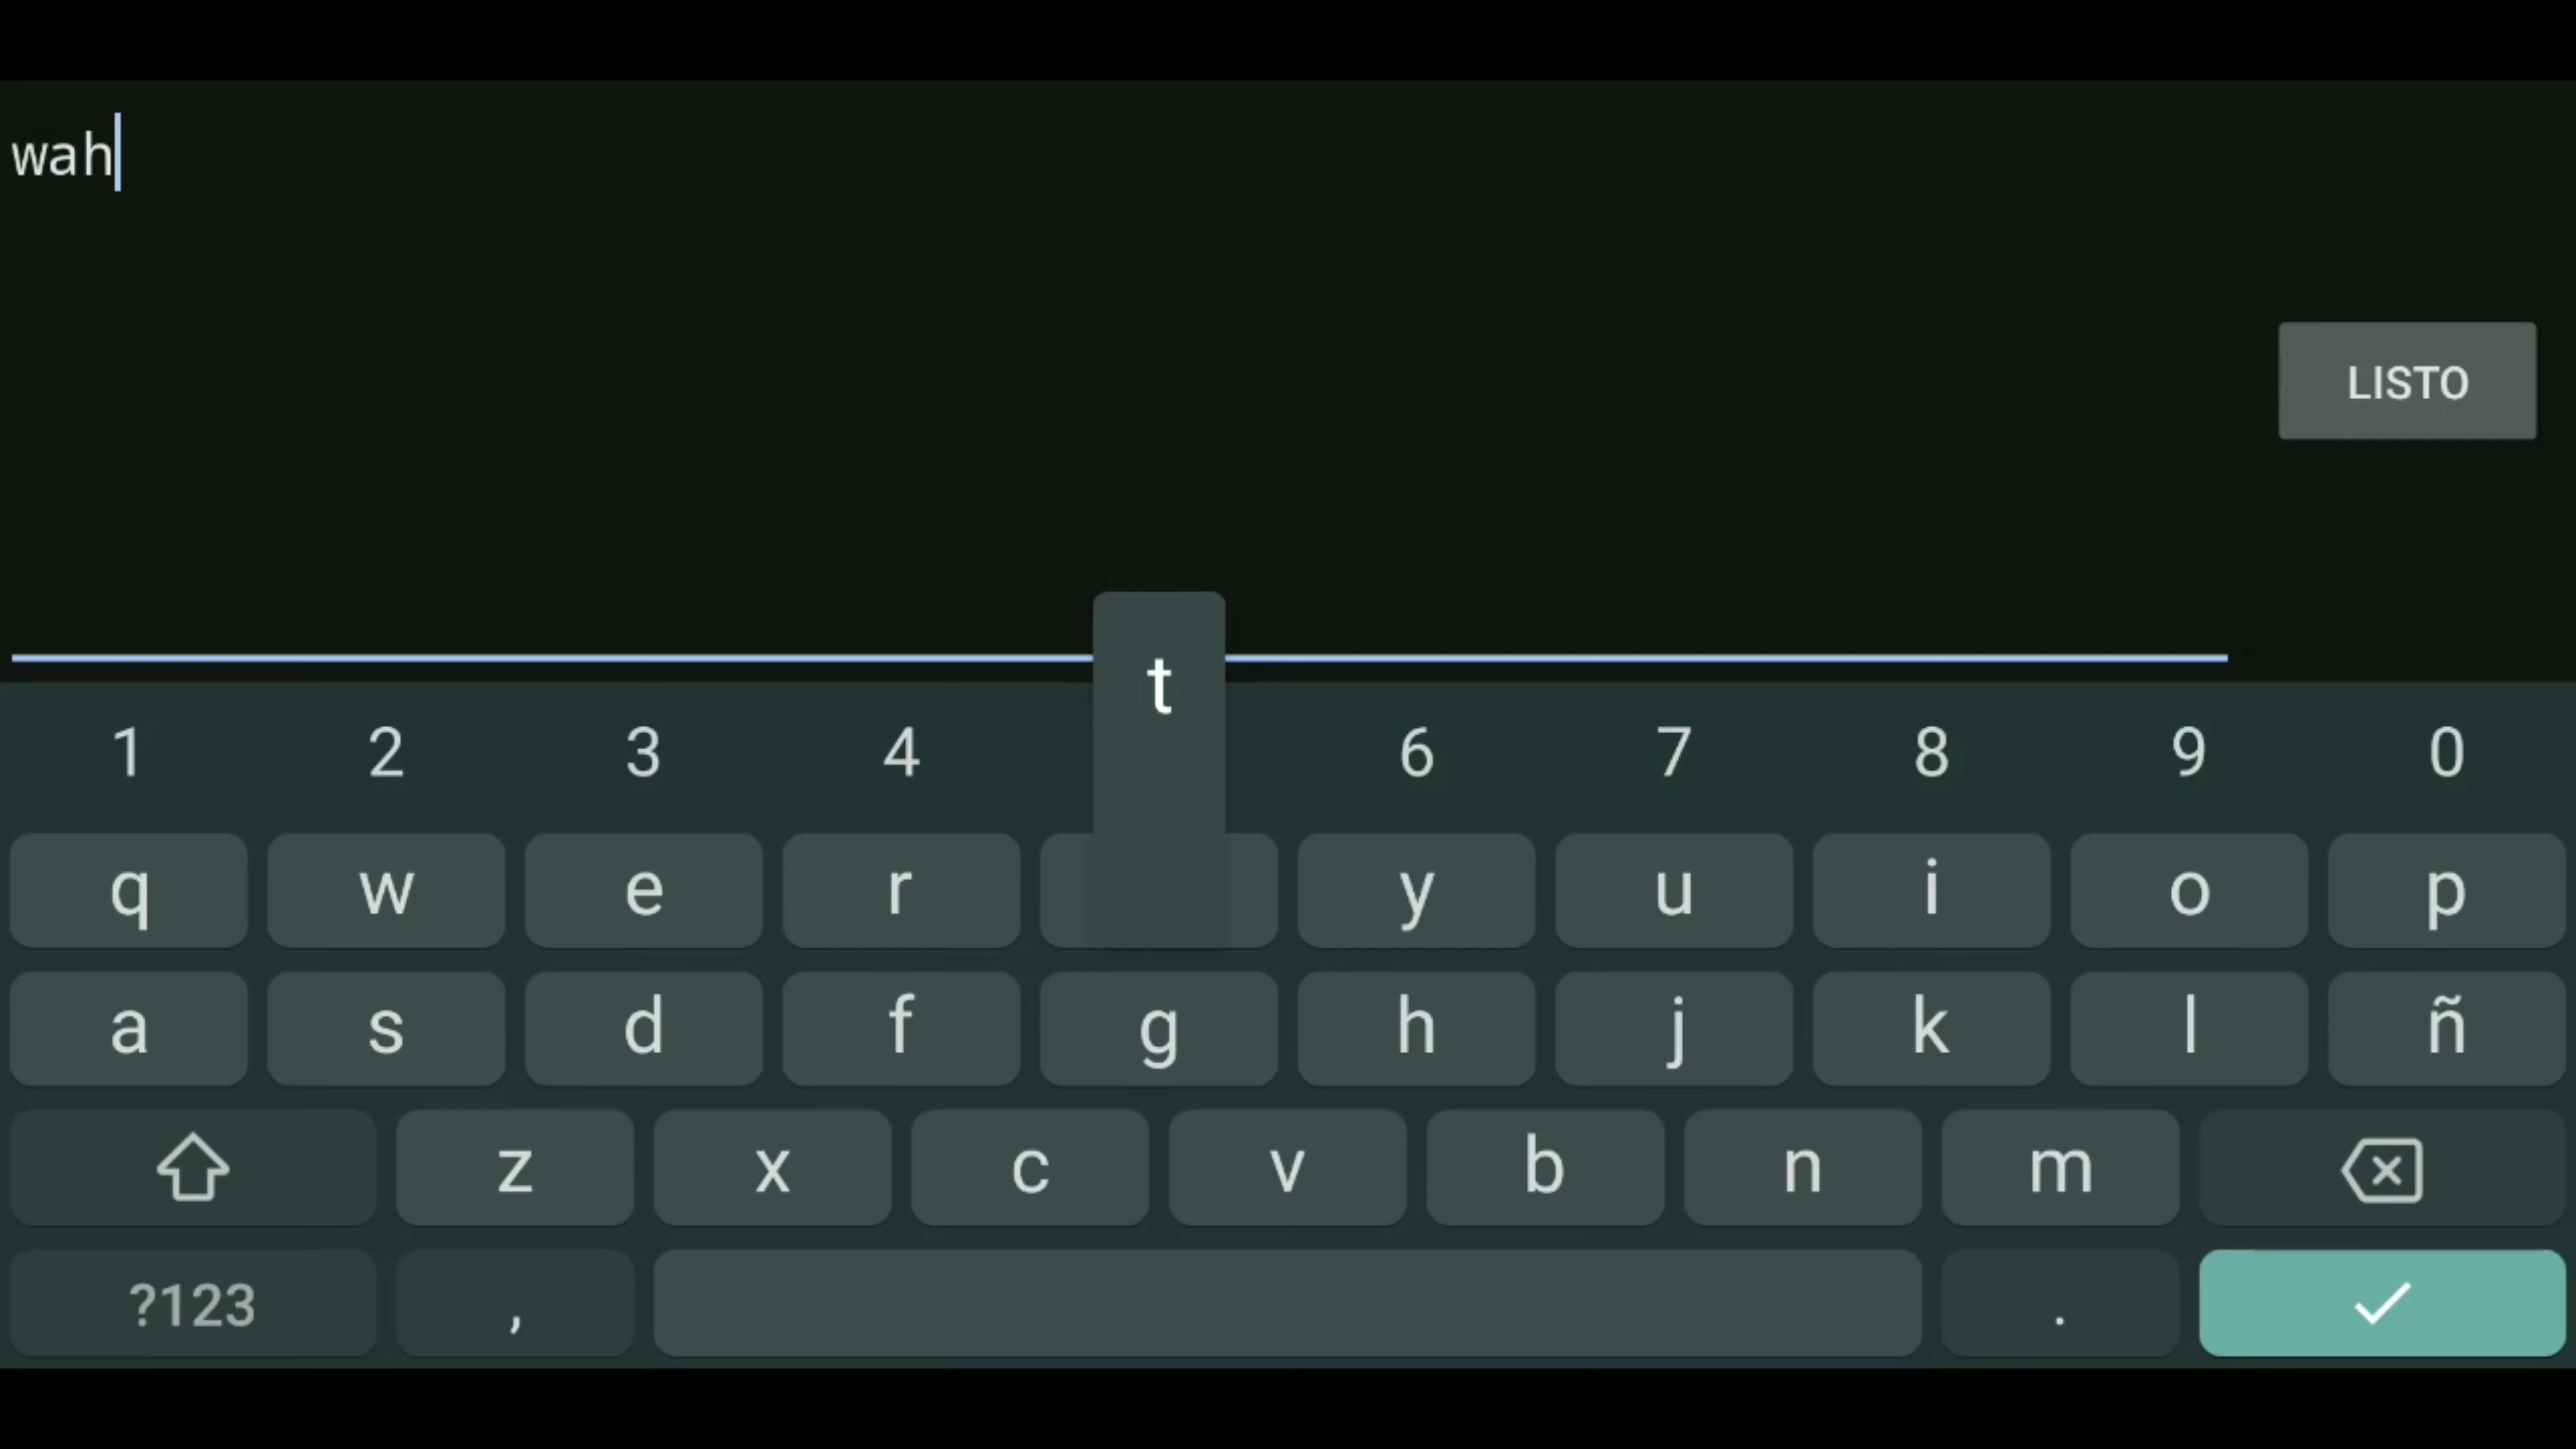 wah
LISTO
t
1 2 3 4 6 7 8 9 0
q w e r y u i o p
a s d f g h j k l ñ
z x c v b n m
?123 , .